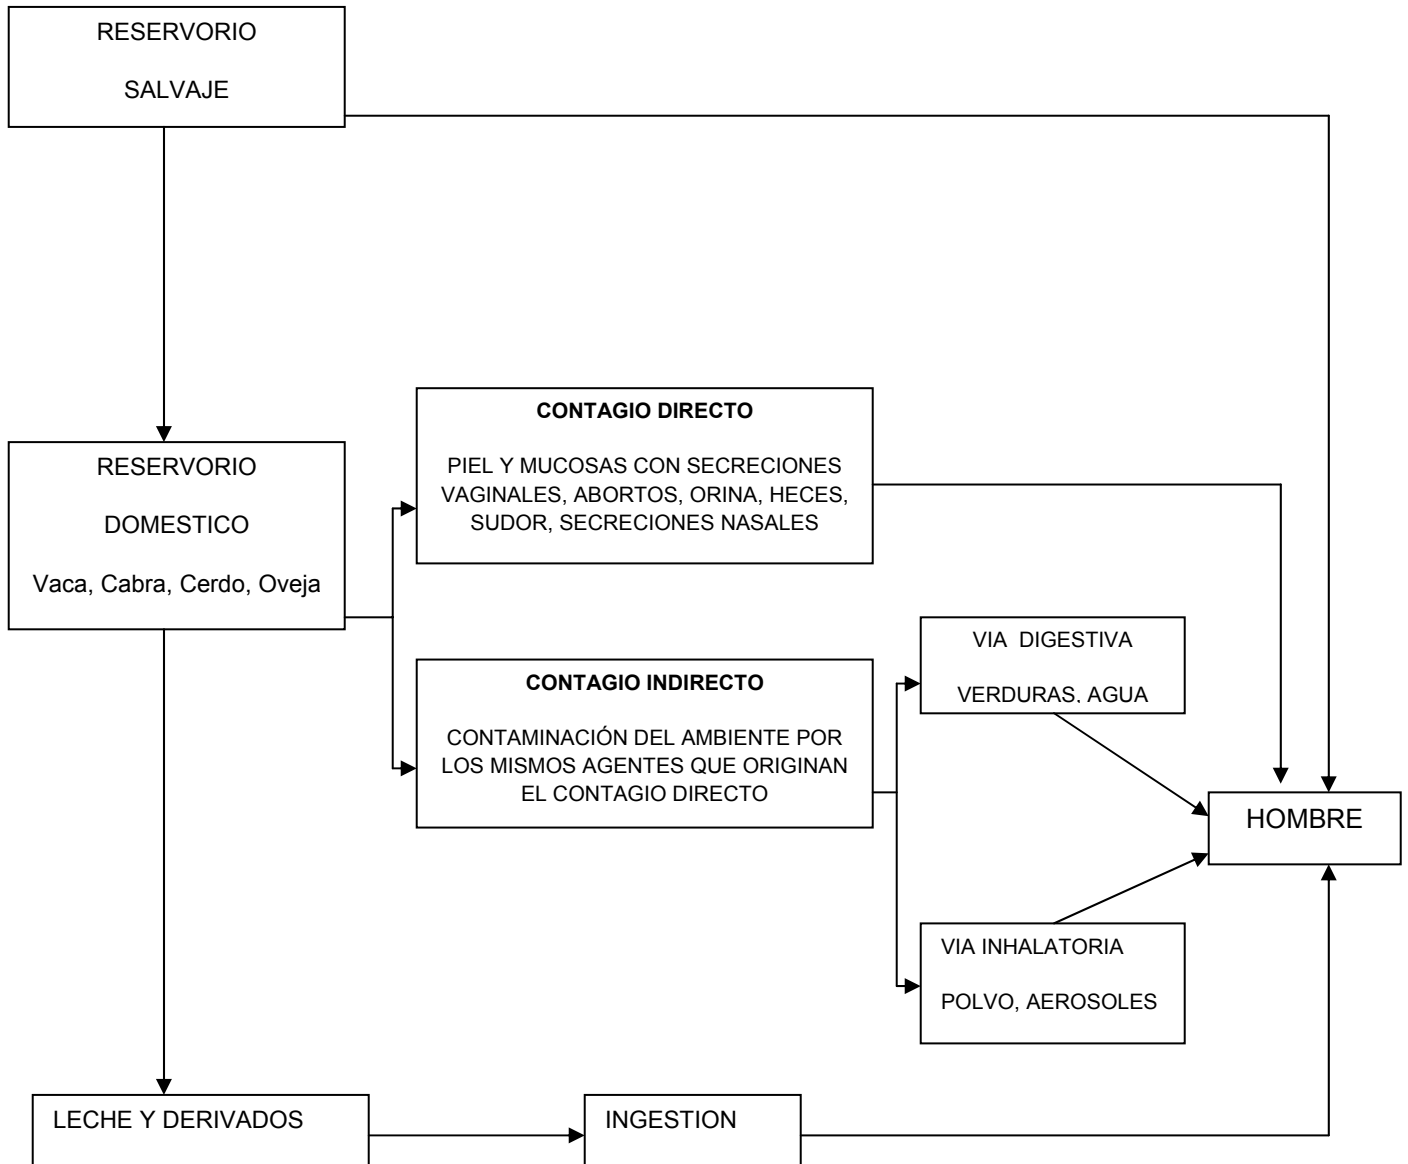 RESERVORIO
SALVAJE
RESERVORIO
DOMESTICO
Vaca, Cabra, Cerdo, Oveja
CONTAGIO DIRECTO
PIEL Y MUCOSAS CON SECRECIONES
VAGINALES, ABORTOS, ORINA, HECES,
SUDOR, SECRECIONES NASALES
CONTAGIO INDIRECTO
CONTAMINACIÓN DEL AMBIENTE POR
LOS MISMOS AGENTES QUE ORIGINAN
EL CONTAGIO DIRECTO
VIA DIGESTIVA
VERDURAS, AGUA
HOMBRE
VIA INHALATORIA
POLVO, AEROSOLES
LECHE Y DERIVADOS
INGESTION